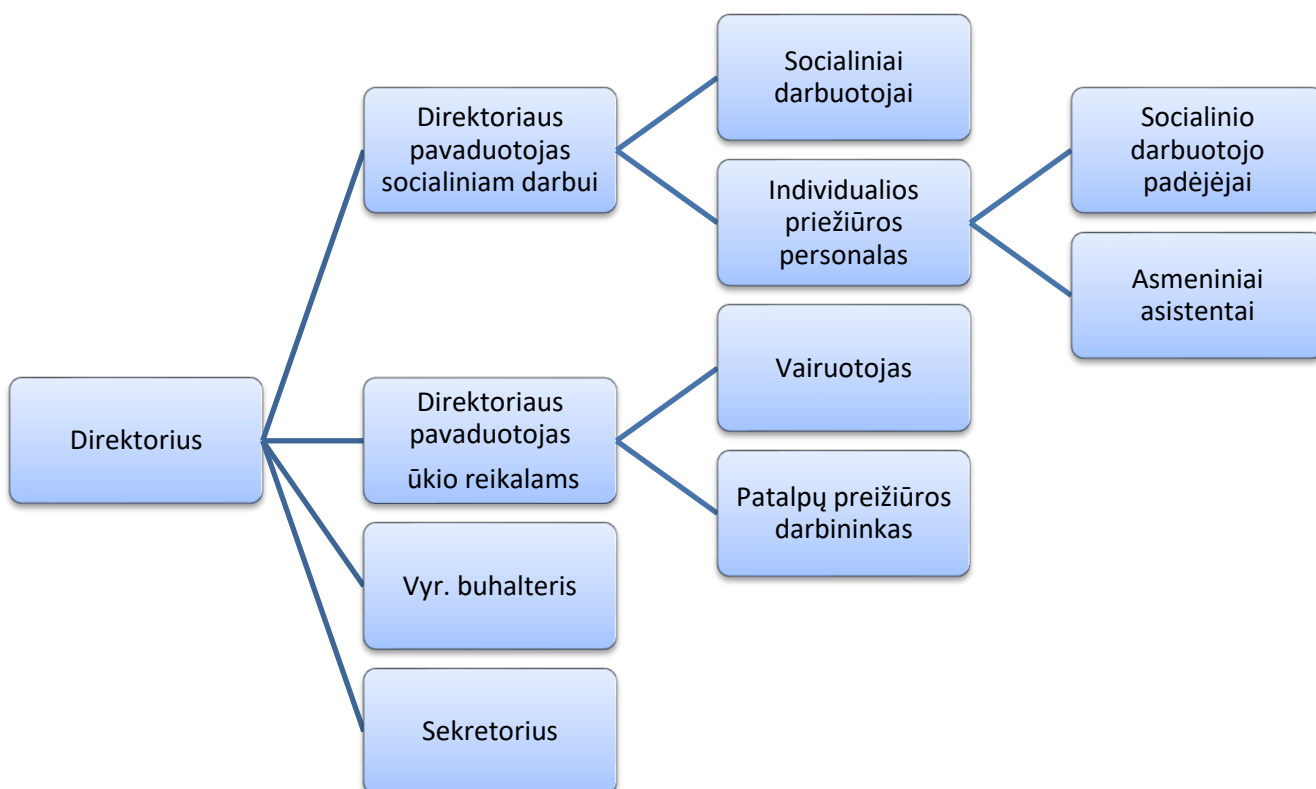 Direktorius
Direktoriaus
pavaduotojas
socialiniam darbui
Socialiniai
darbuotojai
Individualios
priežiūros
personalas
Socialinio
darbuotojo
padėjėjai
Asmeniniai
asistentai
Direktoriaus
pavaduotojas
ūkio reikalams
Vairuotojas
Patalpų preižiūros
darbininkas
Vyr. buhalteris
Sekretorius